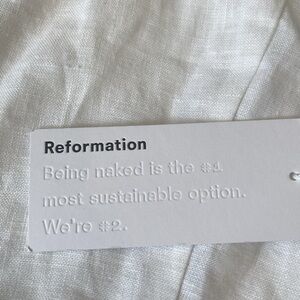 Reformation
Being naked is the #1
most sustainable option.
We're #2.